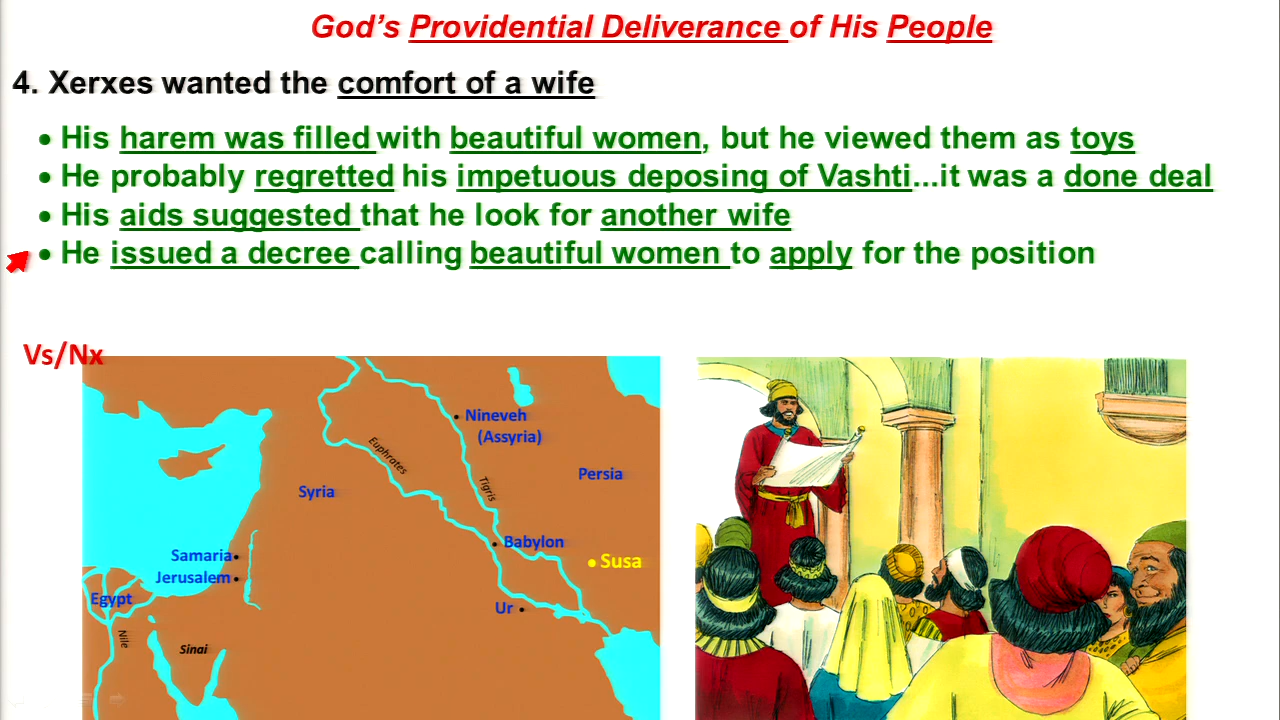 God's Providential Deliverance of His People
4. Xerxes wanted the comfort of a wife
• His harem was filled with beautiful women, but he viewed them as toys
• He probably regretted his impetuous deposing of Vashti...it was a done deal
• His aids suggested that he look for another wife
• He issued a decree calling beautiful women to apply for the position
Vs/Nx
Nineveh
(Assyria)
Euphrates
Persia
Tigris
Syria
Babylon
Samaria
Susa
Jerusalem
Egypt
Ur
Nile
Sinai